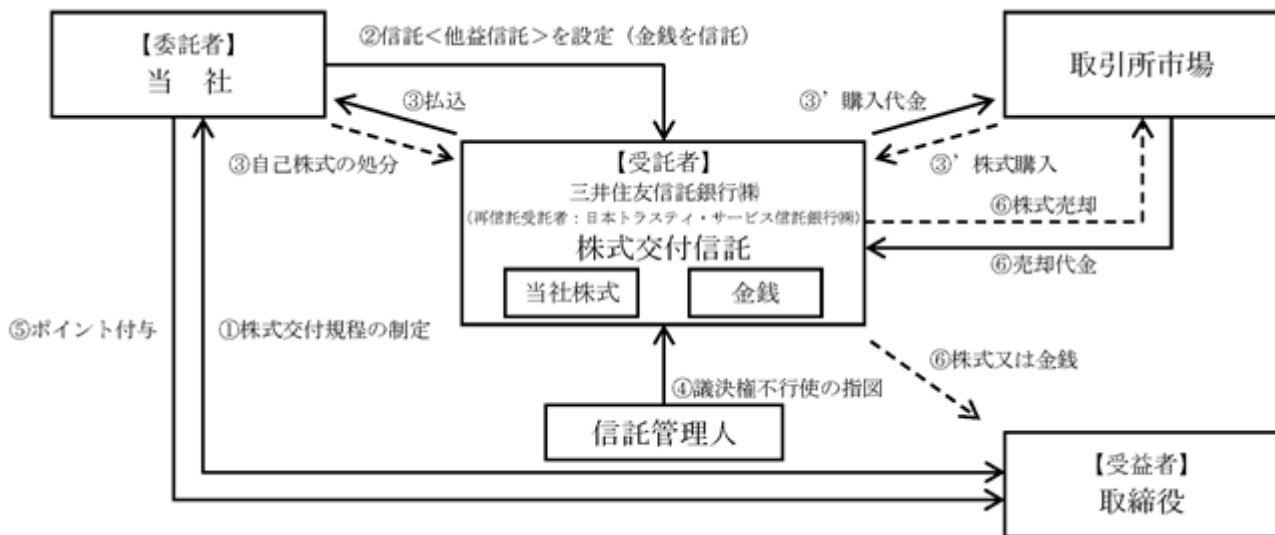 【委託者】
当　社
②信託＜他益信託＞を設定（金銭を信託）
取引所市場
③払込
③’購入代金
③自己株式の処分
③’株式購入
【受託者】
三井住友信託銀行㈱
（再信託受託者：日本トラスティ・サービス信託銀行㈱）
株式交付信託
当社株式
金銭
⑥株式売却
⑥売却代金
⑤ポイント付与
①株式交付規程の制定
⑥株式又は金銭
④議決権不行使の指図
信託管理人
【受益者】
取締役